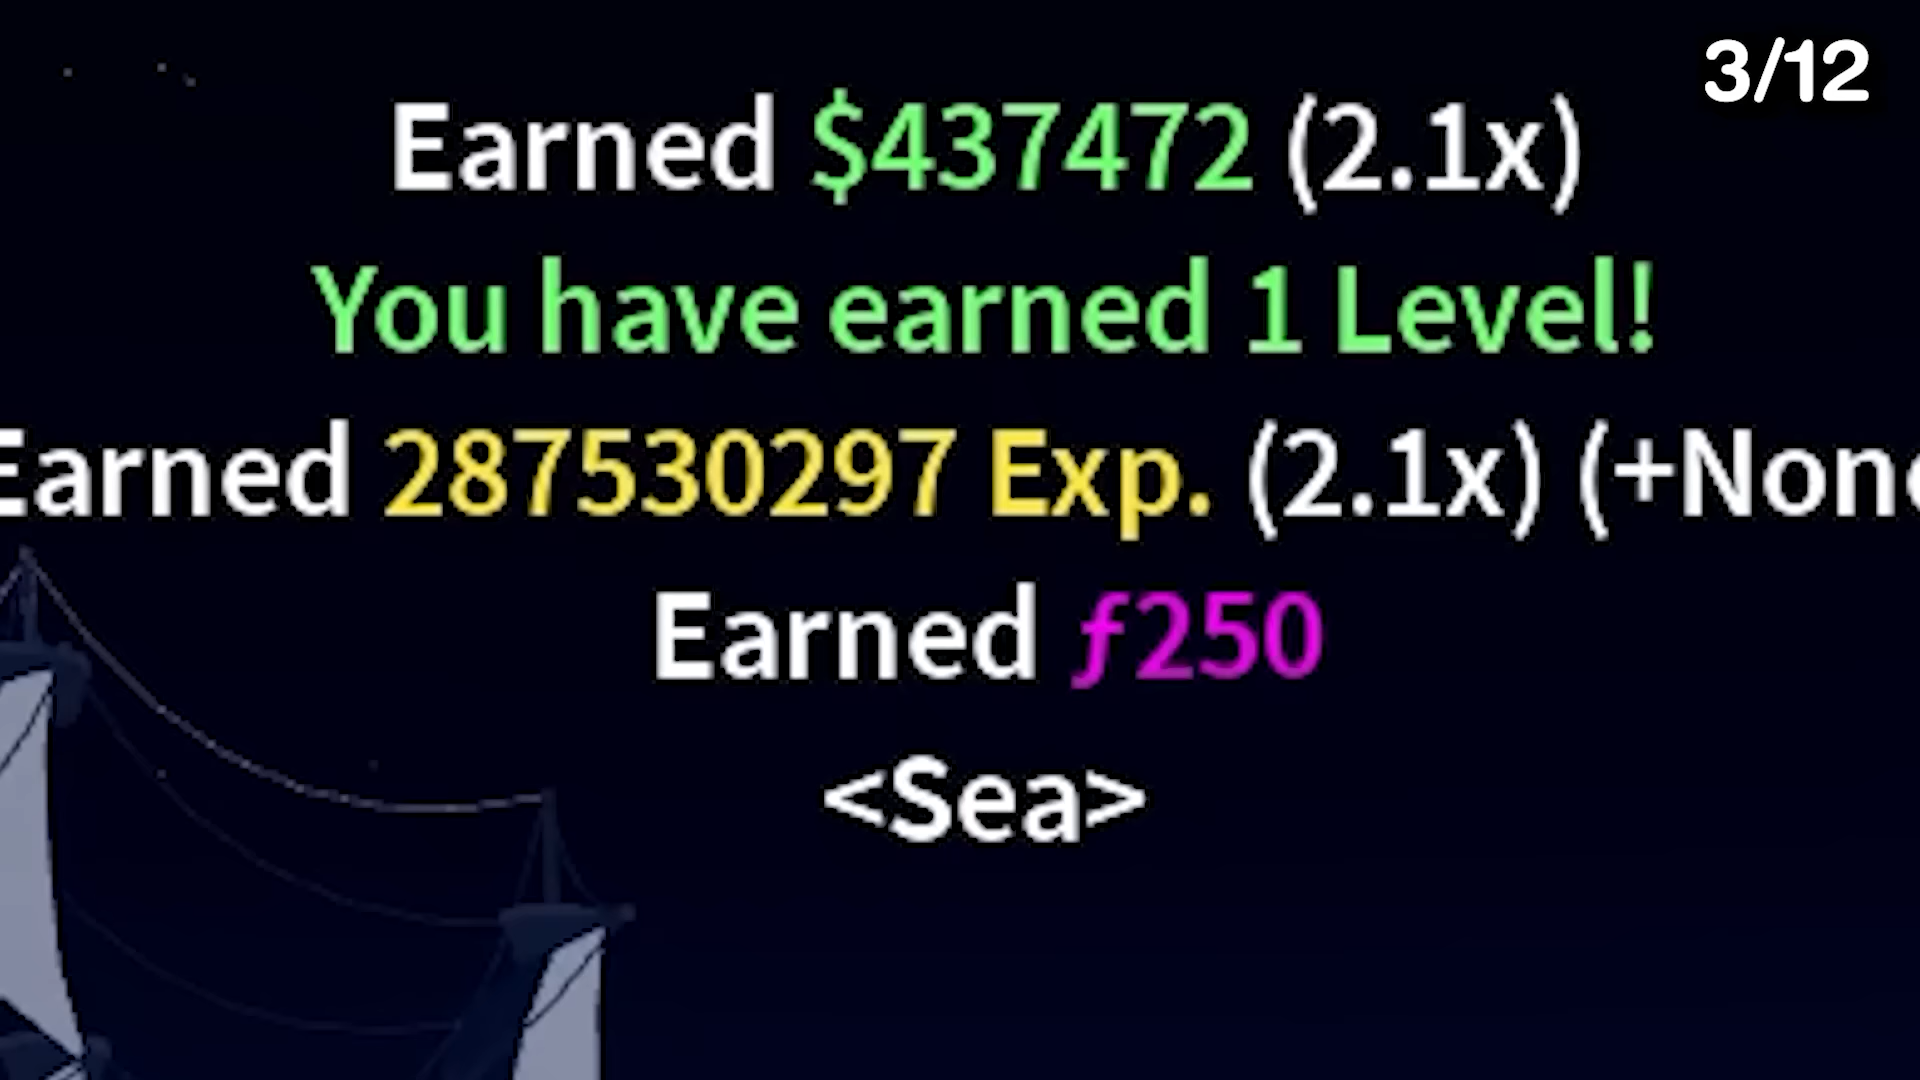 3/12
Earned $437472 (2.1x)
You have earned 1 Level!
Earned 287530297 Exp. (2.1x) (+None
Earned ƒ250
<Sea>